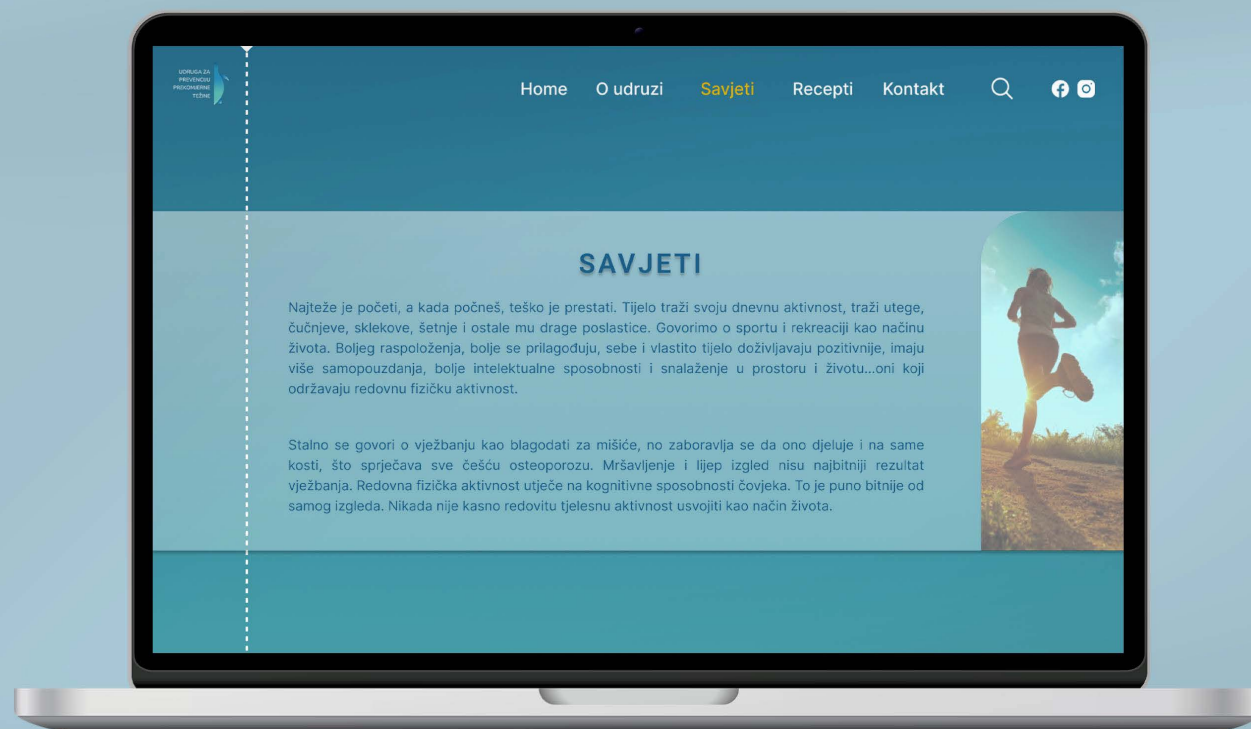 UDRUGA ZA
PREVENCIJU
PREKOMJERNE
TEŽINE
Home O udruzi Savjeti Recepti Kontakt
SAVJETI
Najteže je početi, a kada počneš, teško je prestati. Tijelo traži svoju dnevnu aktivnost, traži utege,
čučnjeve, sklekove, šetnje i ostale mu drage poslastice. Govorimo o sportu i rekreaciji kao načinu
života. Boljeg raspoloženja, bolje se prilagođuju, sebe i vlastito tijelo doživljavaju pozitivnije, imaju
više samopouzdanja, bolje intelektualne sposobnosti i snalaženje u prostoru i životu...oni koji
održavaju redovnu fizičku aktivnost.
Stalno se govori o vježbanju kao blagodati za mišiće, no zaboravlja se da ono djeluje i na same
kosti, što sprječava sve češću osteoporozu. Mršavljenje i lijep izgled nisu najbitniji rezultat
vježbanja. Redovna fizička aktivnost utječe na kognitivne sposobnosti čovjeka. To je puno bitnije od
samog izgleda. Nikada nije kasno redovitu tjelesnu aktivnost usvojiti kao način života.